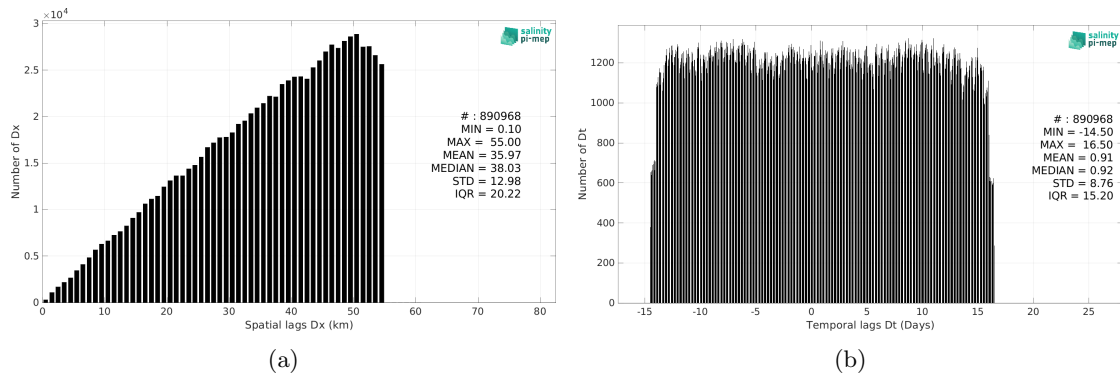 ×10⁴
3
2.5
2
1.5
1
0.5
0
Number of Dx
0 10 20 30 40 50 60 70 80
Spatial lags Dx (km)
salinity
pi-mep
# : 890968
MIN = 0.10
MAX = 55.00
MEAN = 35.97
MEDIAN = 38.03
STD = 12.98
IQR = 20.22
(a)
1200
1000
800
600
400
200
0
Number of Dt
-15 -10 -5 0 5 10 15 20 25
Temporal lags Dt (Days)
salinity
pi-mep
# : 890968
MIN = -14.50
MAX = 16.50
MEAN = 0.91
MEDIAN = 0.92
STD = 8.76
IQR = 15.20
(b)